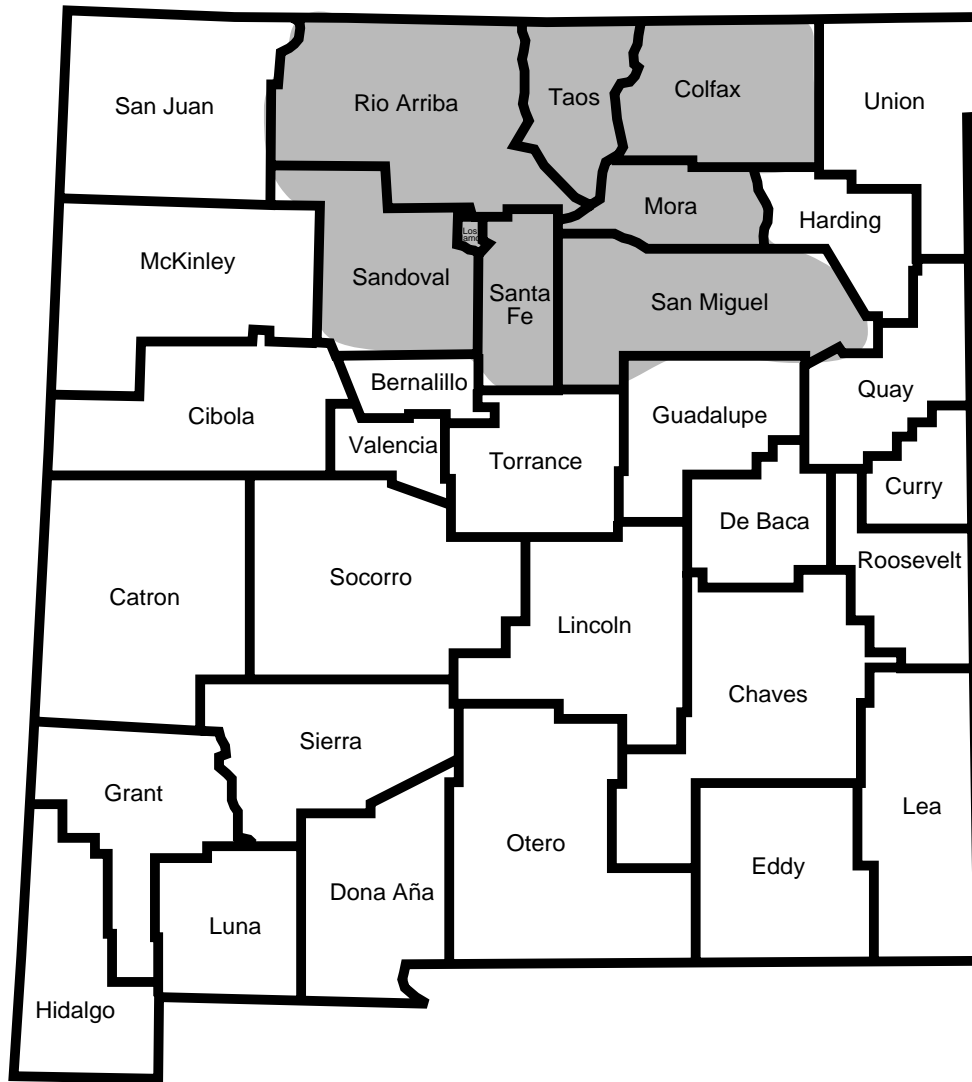 San Juan
Rio Arriba
Taos
Colfax
Union
Mora
Harding
McKinley
Los
Sandoval
Santa
Fe
San Miguel
Bernalillo
Quay
Cibola
Guadalupe
Valencia
Torrance
Curry
De Baca
Roosevelt
Socorro
Catron
Lincoln
Chaves
Sierra
Grant
Lea
Otero
Eddy
Dona Aña
Luna
Hidalgo